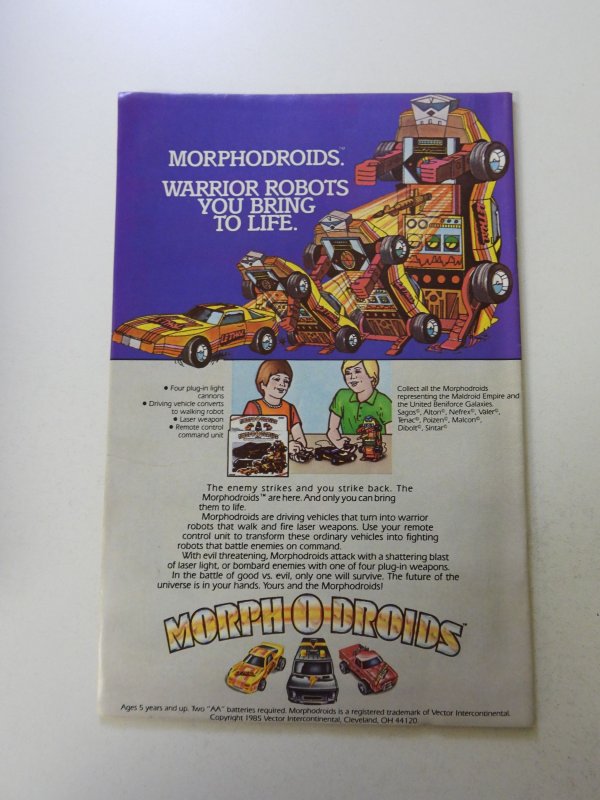 MORPHODROIDS.™
WARRIOR ROBOTS
YOU BRING
TO LIFE.
• Four plug-in light
cannons
• Driving vehicle converts
to walking robot
• Laser weapon
• Remote control
command unit
Collect all the Morphodroids
representing the Maldroid Empire and
the United Beniforce Galaxies.
Sagos©, Alton©, Nefrex©, Valer©,
Tenac©, Poizen©, Malcon©,
Dibolt©, Sintar©
The enemy strikes and you strike back. The
Morphodroids™ are here. And only you can bring
them to life.
Morphodroids are driving vehicles that turn into warrior
robots that walk and fire laser weapons. Use your remote
control unit to transform these ordinary vehicles into fighting
robots that battle enemies on command.
With evil threatening, Morphodroids attack with a shattering blast
of laser light, or bombard enemies with one of four plug-in weapons.
In the battle of good vs. evil, only one will survive. The future of the
universe is in your hands. Yours and the Morphodroids!
MORPH O DROIDS™
Ages 5 years and up. Two "AA" batteries required. Morphodroids is a registered trademark of Vector Intercontinental.
Copyright 1985 Vector Intercontinental, Cleveland, OH 44120.